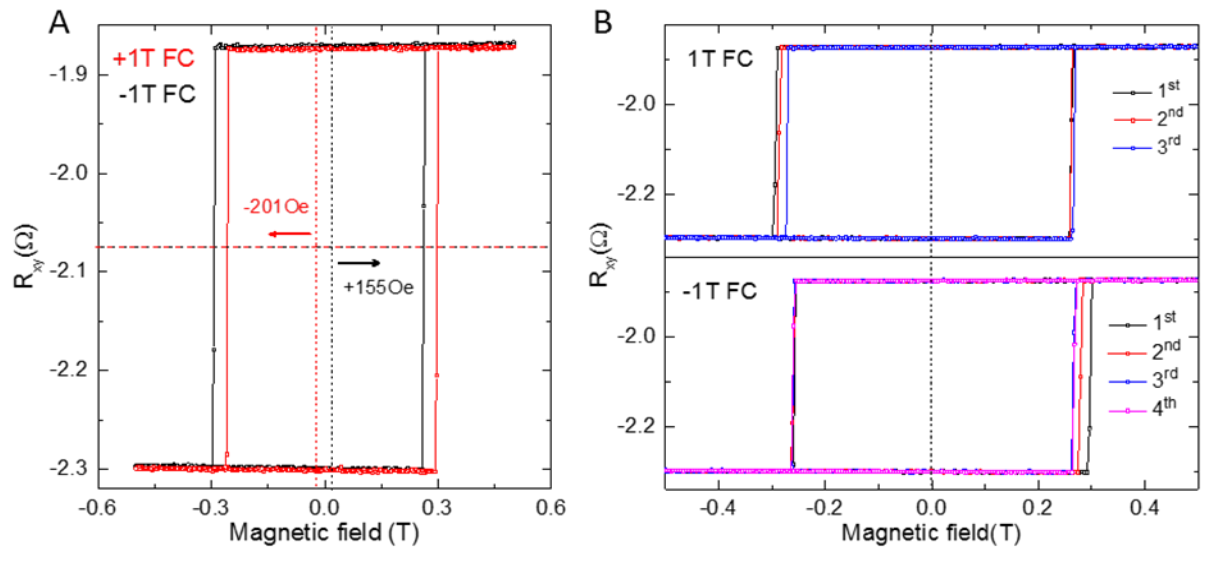 A
+1T FC
-1T FC
-201Oe
+155Oe
-1.9
-2.0
-2.1
-2.2
-2.3
Rxy(Ω)
-0.6
-0.3
0.0
0.3
0.6
Magnetic field (T)
B
1T FC
1st
2nd
3rd
-2.0
-2.2
Rxy(Ω)
-1T FC
1st
2nd
3rd
4th
-2.0
-2.2
-0.4
-0.2
0.0
0.2
0.4
Magnetic field(T)